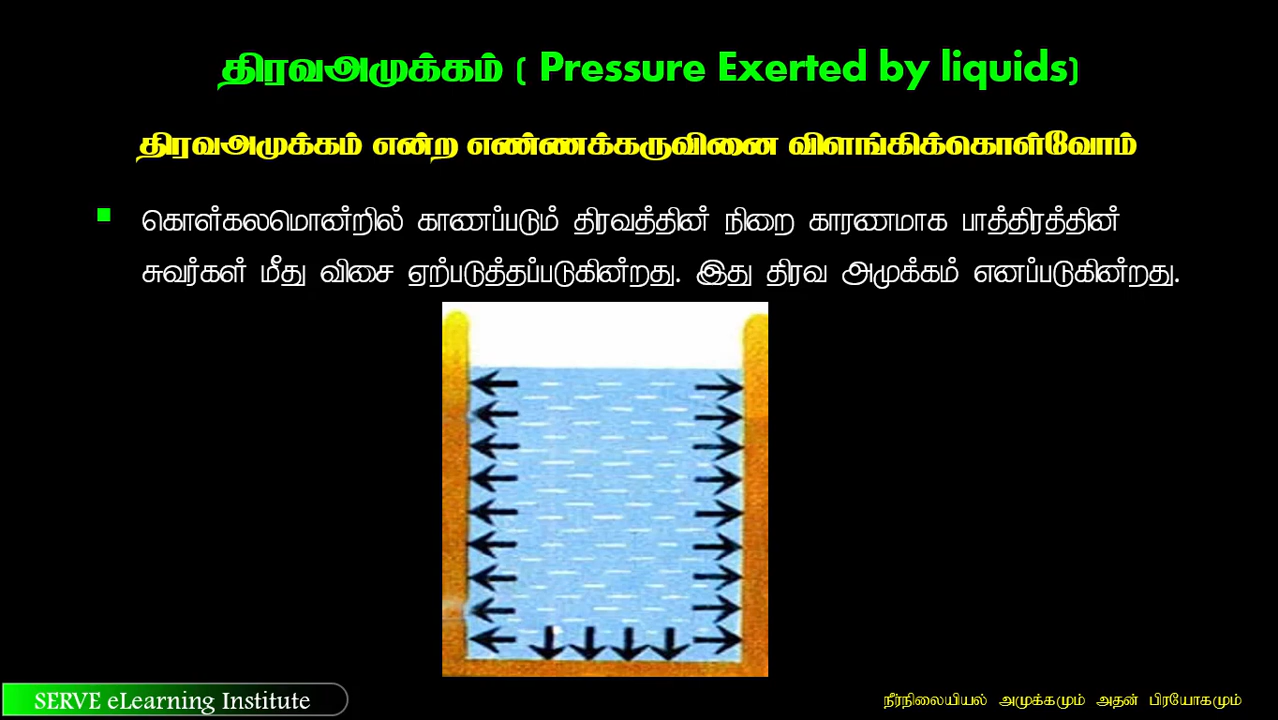 திரவஅமுக்கம் ( Pressure Exerted by liquids)
திரவஅமுக்கம் என்ற எண்ணக்கருவினை விளங்கிக்கொள்வோம்
கொள்கலமொன்றில் காணப்படும் திரவத்தின் நிறை காரணமாக பாத்திரத்தின்
சுவர்கள் மீது விசை ஏற்படுத்தப்படுகின்றது. இது திரவ அமுக்கம் எனப்படுகின்றது.
SERVE eLearning Institute
நீர்நிலையியல் அமுக்கமும் அதன் பிரயோகமும்